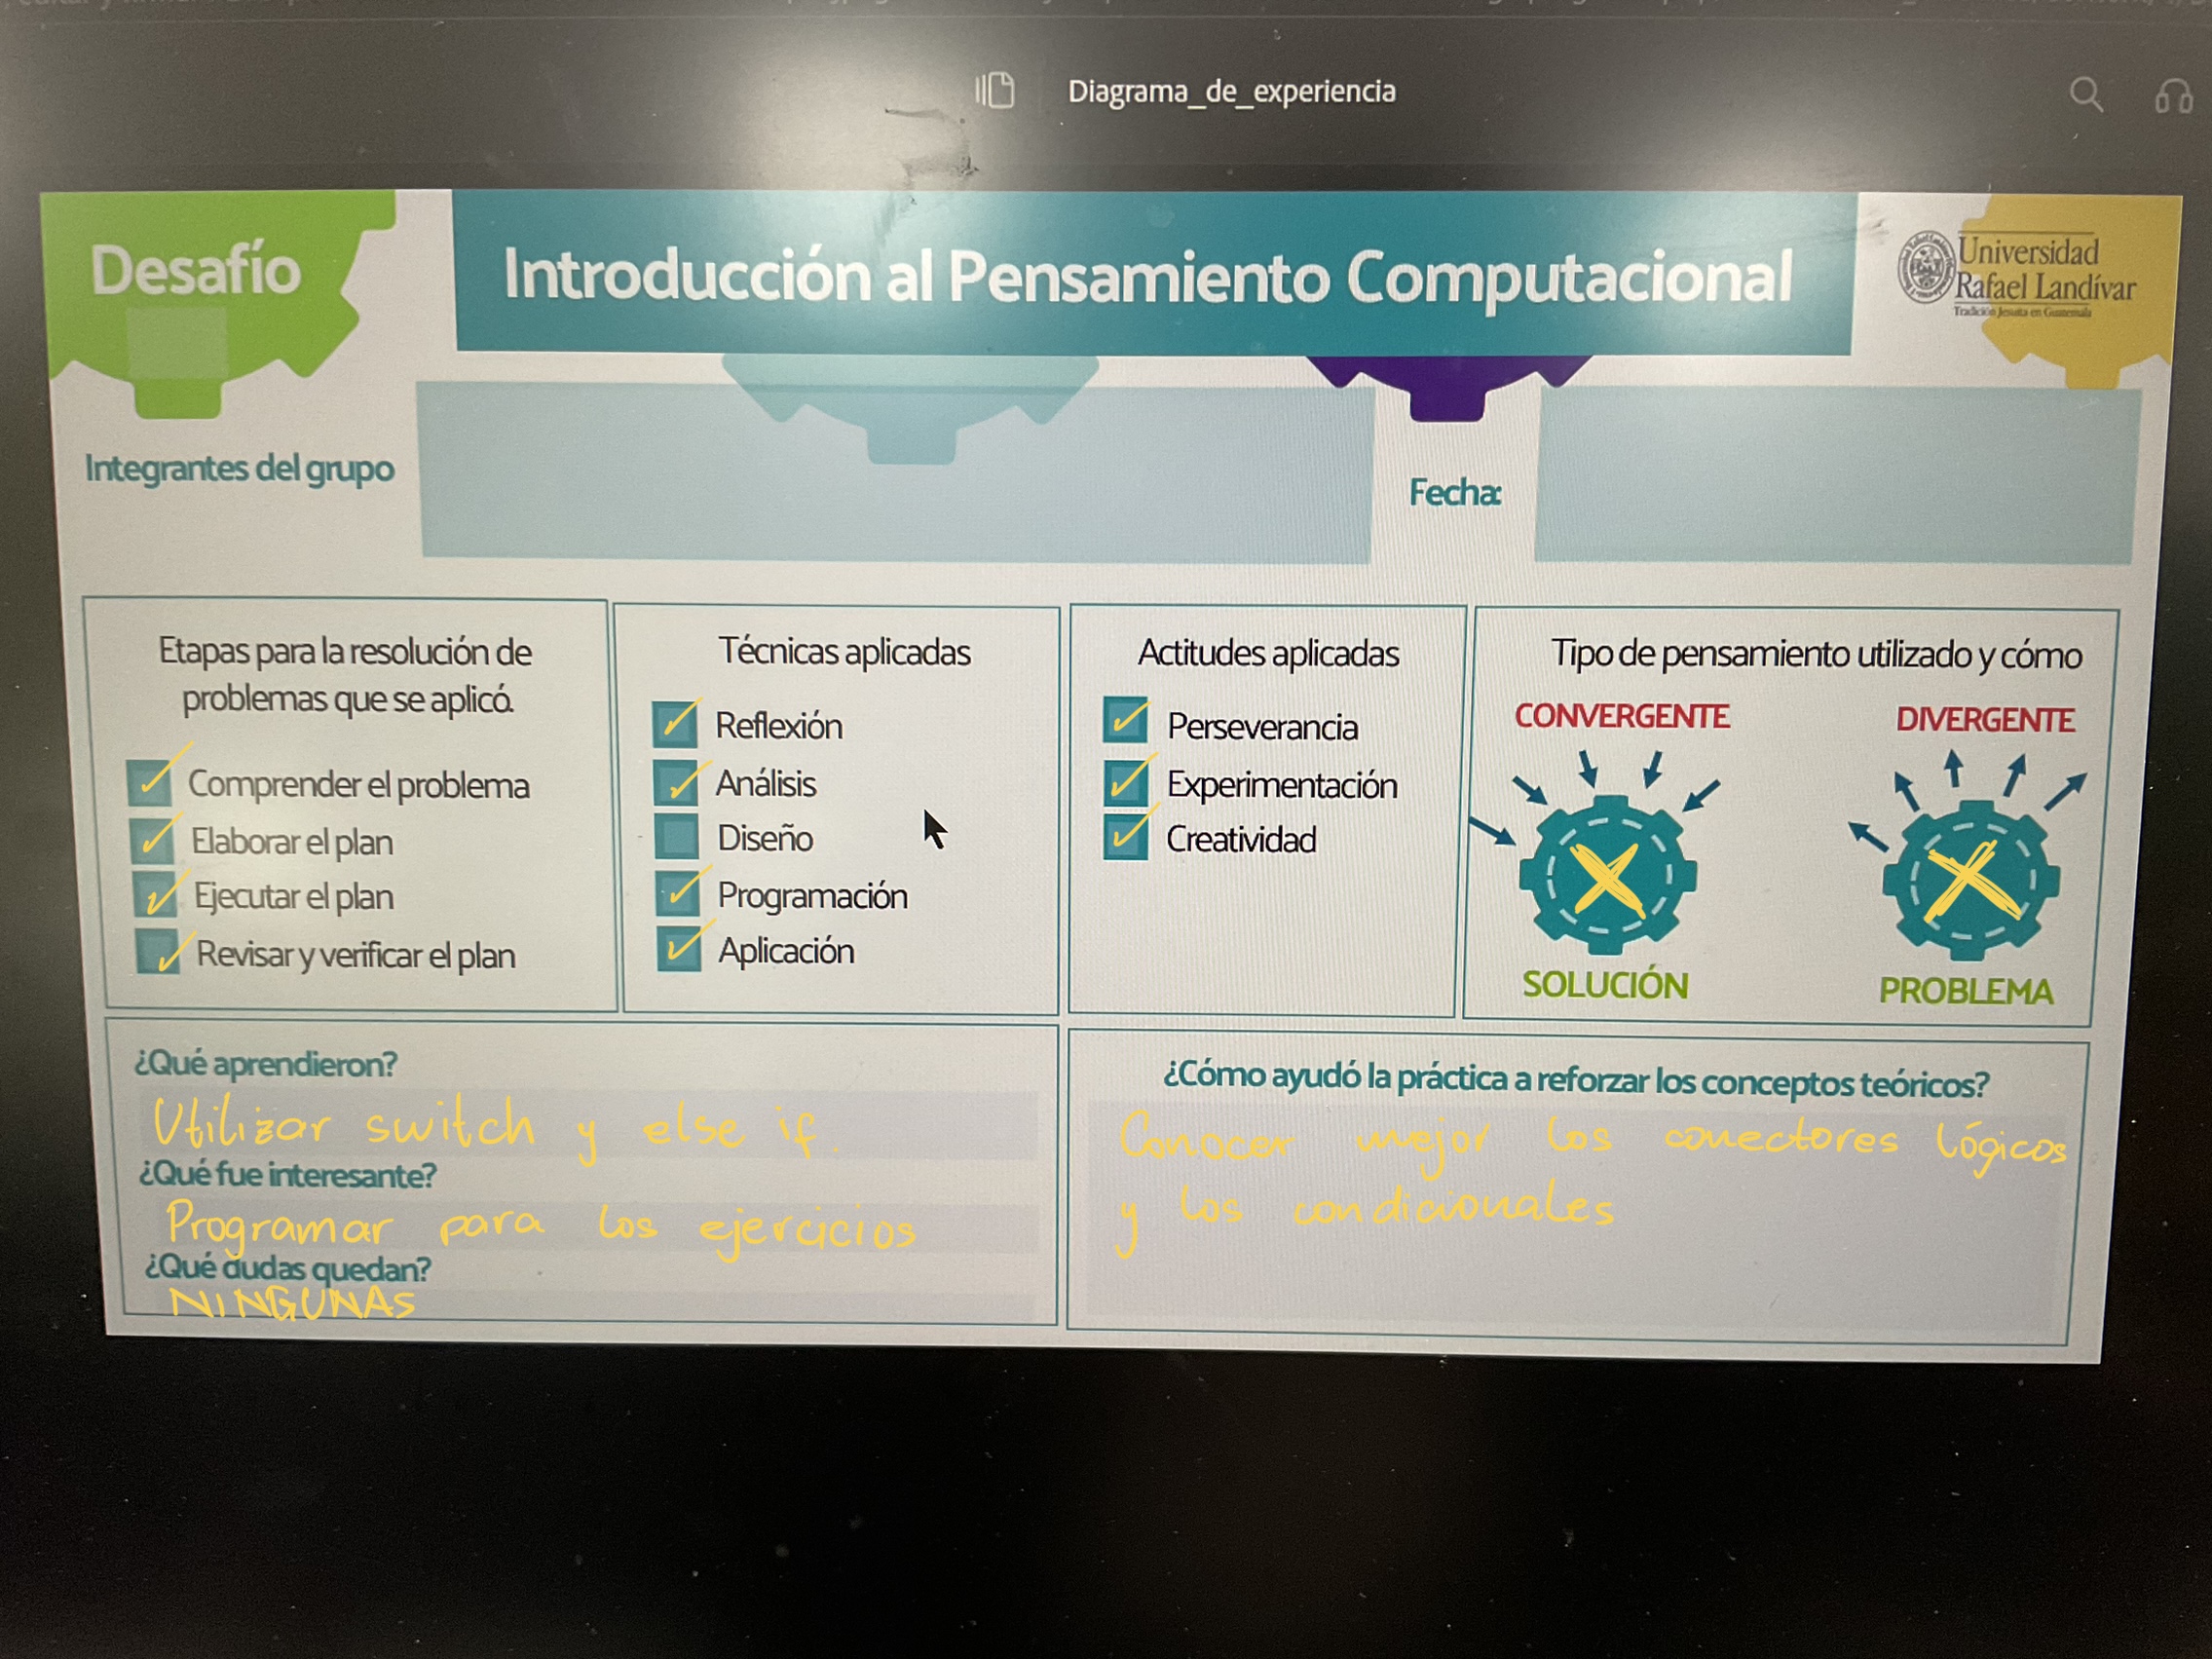 Diagrama_de_experiencia
Desafío
Introducción al Pensamiento Computacional
Universidad
Rafael Landívar
Tradición Jesuita en Guatemala
Integrantes del grupo
Fecha:
Etapas para la resolución de
problemas que se aplicó.
Comprender el problema
Elaborar el plan
Ejecutar el plan
Revisar y verificar el plan
Técnicas aplicadas
Reflexión
Análisis
Diseño
Programación
Aplicación
Actitudes aplicadas
Perseverancia
Experimentación
Creatividad
Tipo de pensamiento utilizado y cómo
CONVERGENTE
DIVERGENTE
SOLUCIÓN
PROBLEMA
¿Qué aprendieron?
Utilizar switch y else if.
¿Qué fue interesante?
Programar para los ejercicios
¿Qué dudas quedan?
NINGUNAS
¿Cómo ayudó la práctica a reforzar los conceptos teóricos?
Conocer mejor los conectores lógicos
y los condicionales